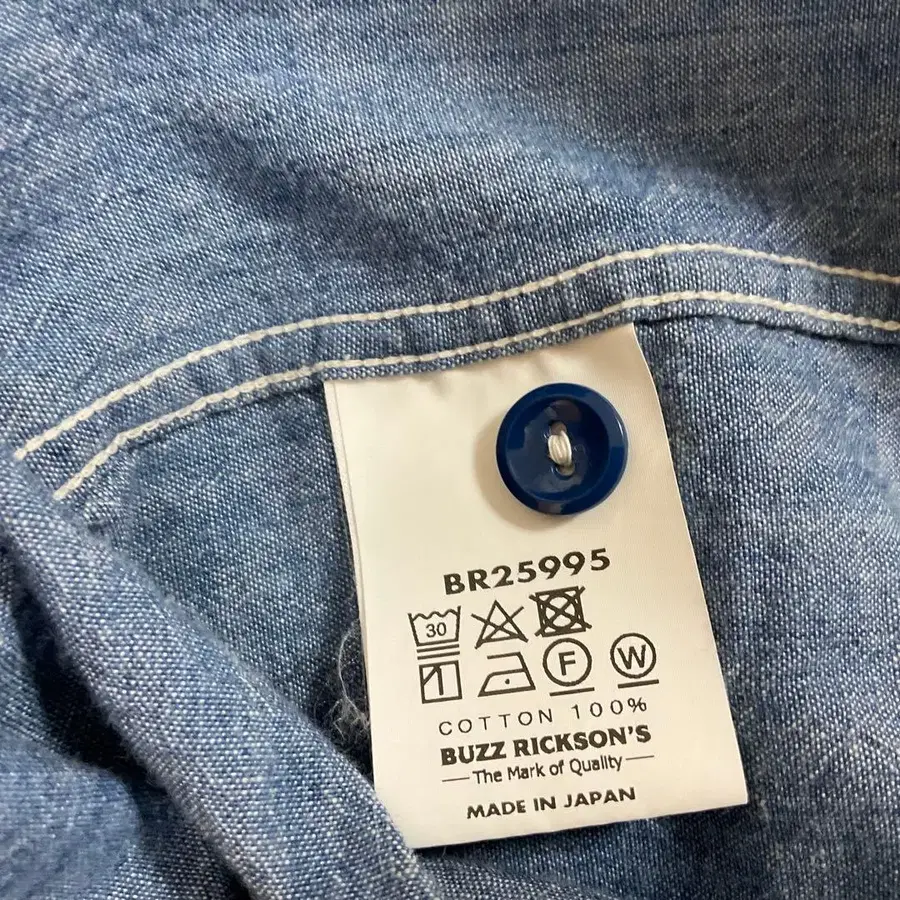 BR25995
30
F W
COTTON 100%
BUZZ RICKSON'S
The Mark of Quality
MADE IN JAPAN